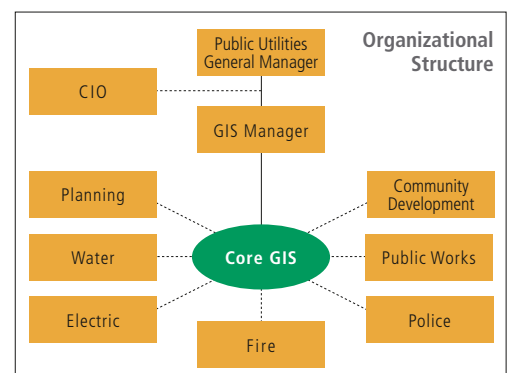 Organizational
Structure
Public Utilities
General Manager
CIO
GIS Manager
Planning
Community
Development
Water
Core GIS
Public Works
Electric
Police
Fire